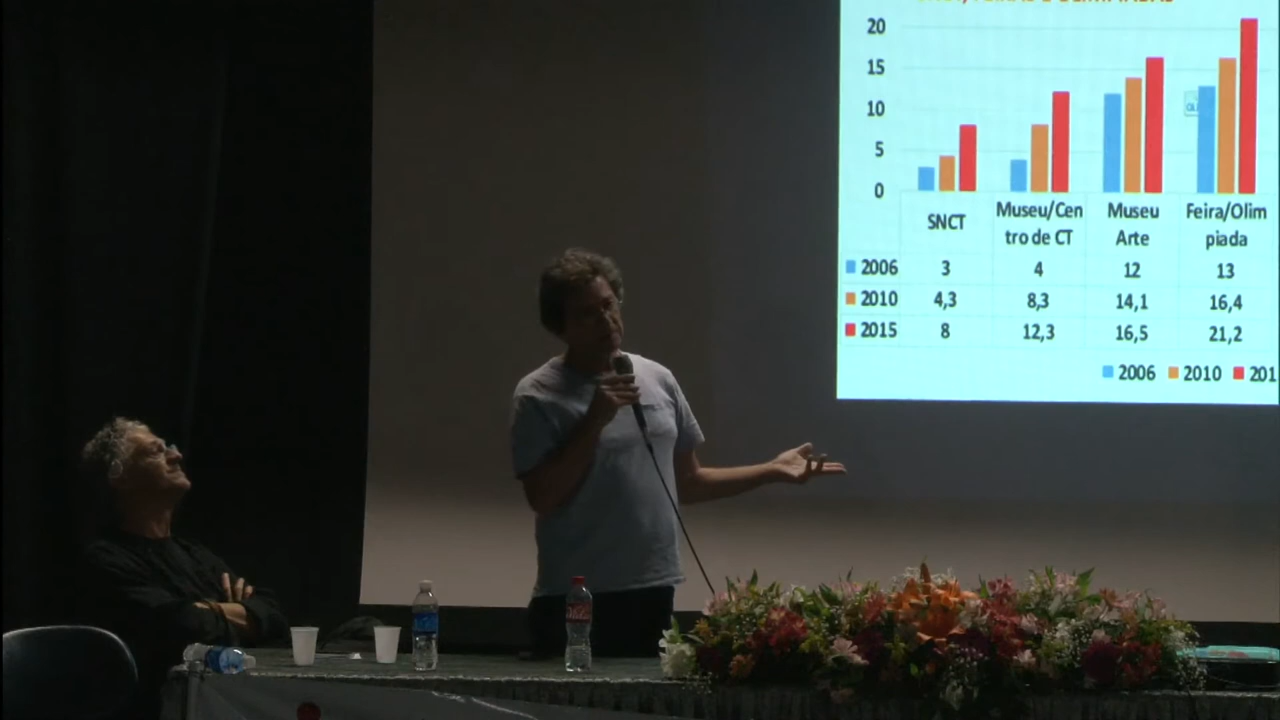 20
15
10
5
0
SNCT Museu/Cen Museu Feira/Olim
tro de CT Arte piada
2006 3 4 12 13
2010 4,3 8,3 14,1 16,4
2015 8 12,3 16,5 21,2
2006 2010 201